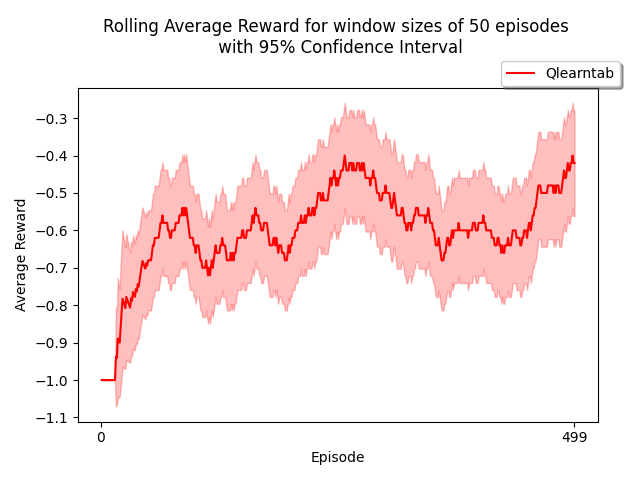 Rolling Average Reward for window sizes of 50 episodes
with 95% Confidence Interval
Qlearntab
−0.3
−0.4
−0.5
−0.6
−0.7
−0.8
−0.9
−1.0
−1.1
Average Reward
0
499
Episode